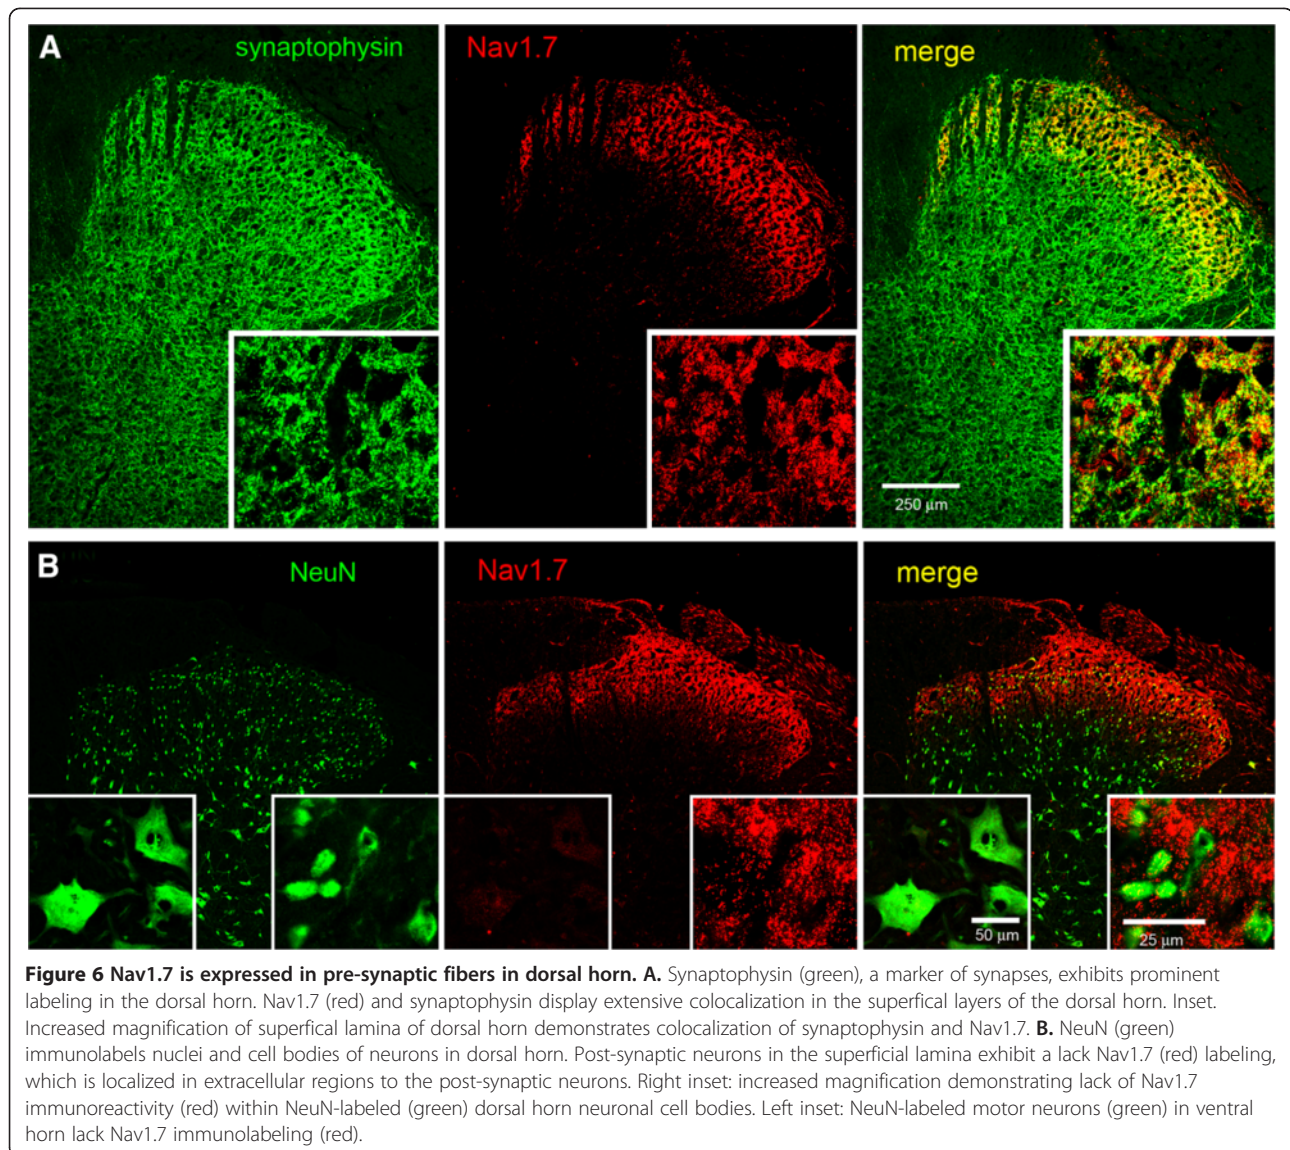 A
synaptophysin
Nav1.7
merge
250 μm
B
NeuN
Nav1.7
merge
50 μm
25 μm
Figure 6 Nav1.7 is expressed in pre-synaptic fibers in dorsal horn. A. Synaptophysin (green), a marker of synapses, exhibits prominent
labeling in the dorsal horn. Nav1.7 (red) and synaptophysin display extensive colocalization in the superfical layers of the dorsal horn. Inset.
Increased magnification of superfical lamina of dorsal horn demonstrates colocalization of synaptophysin and Nav1.7. B. NeuN (green)
immunolabels nuclei and cell bodies of neurons in dorsal horn. Post-synaptic neurons in the superficial lamina exhibit a lack Nav1.7 (red) labeling,
which is localized in extracellular regions to the post-synaptic neurons. Right inset: increased magnification demonstrating lack of Nav1.7
immunoreactivity (red) within NeuN-labeled (green) dorsal horn neuronal cell bodies. Left inset: NeuN-labeled motor neurons (green) in ventral
horn lack Nav1.7 immunolabeling (red).